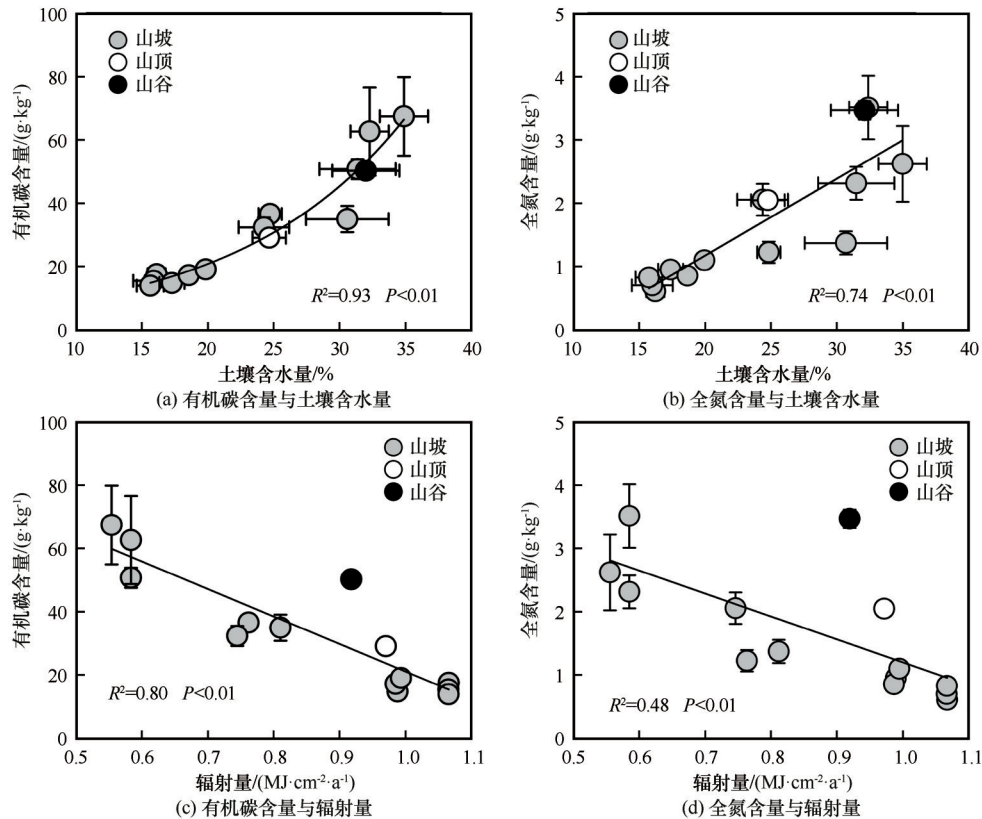 100
80
60
40
20
0
有机碳含量/(g·kg⁻¹)
山坡
山顶
山谷
R²=0.93 P<0.01
10 15 20 25 30 35 40
土壤含水量/%
(a) 有机碳含量与土壤含水量
5
4
3
2
1
0
全氮含量/(g·kg⁻¹)
山坡
山顶
山谷
R²=0.74 P<0.01
10 15 20 25 30 35 40
土壤含水量/%
(b) 全氮含量与土壤含水量
100
80
60
40
20
0
有机碳含量/(g·kg⁻¹)
山坡
山顶
山谷
R²=0.80 P<0.01
0.5 0.6 0.7 0.8 0.9 1.0 1.1
辐射量/(MJ·cm⁻²·a⁻¹)
(c) 有机碳含量与辐射量
5
4
3
2
1
0
全氮含量/(g·kg⁻¹)
山坡
山顶
山谷
R²=0.48 P<0.01
0.5 0.6 0.7 0.8 0.9 1.0 1.1
辐射量/(MJ·cm⁻²·a⁻¹)
(d) 全氮含量与辐射量